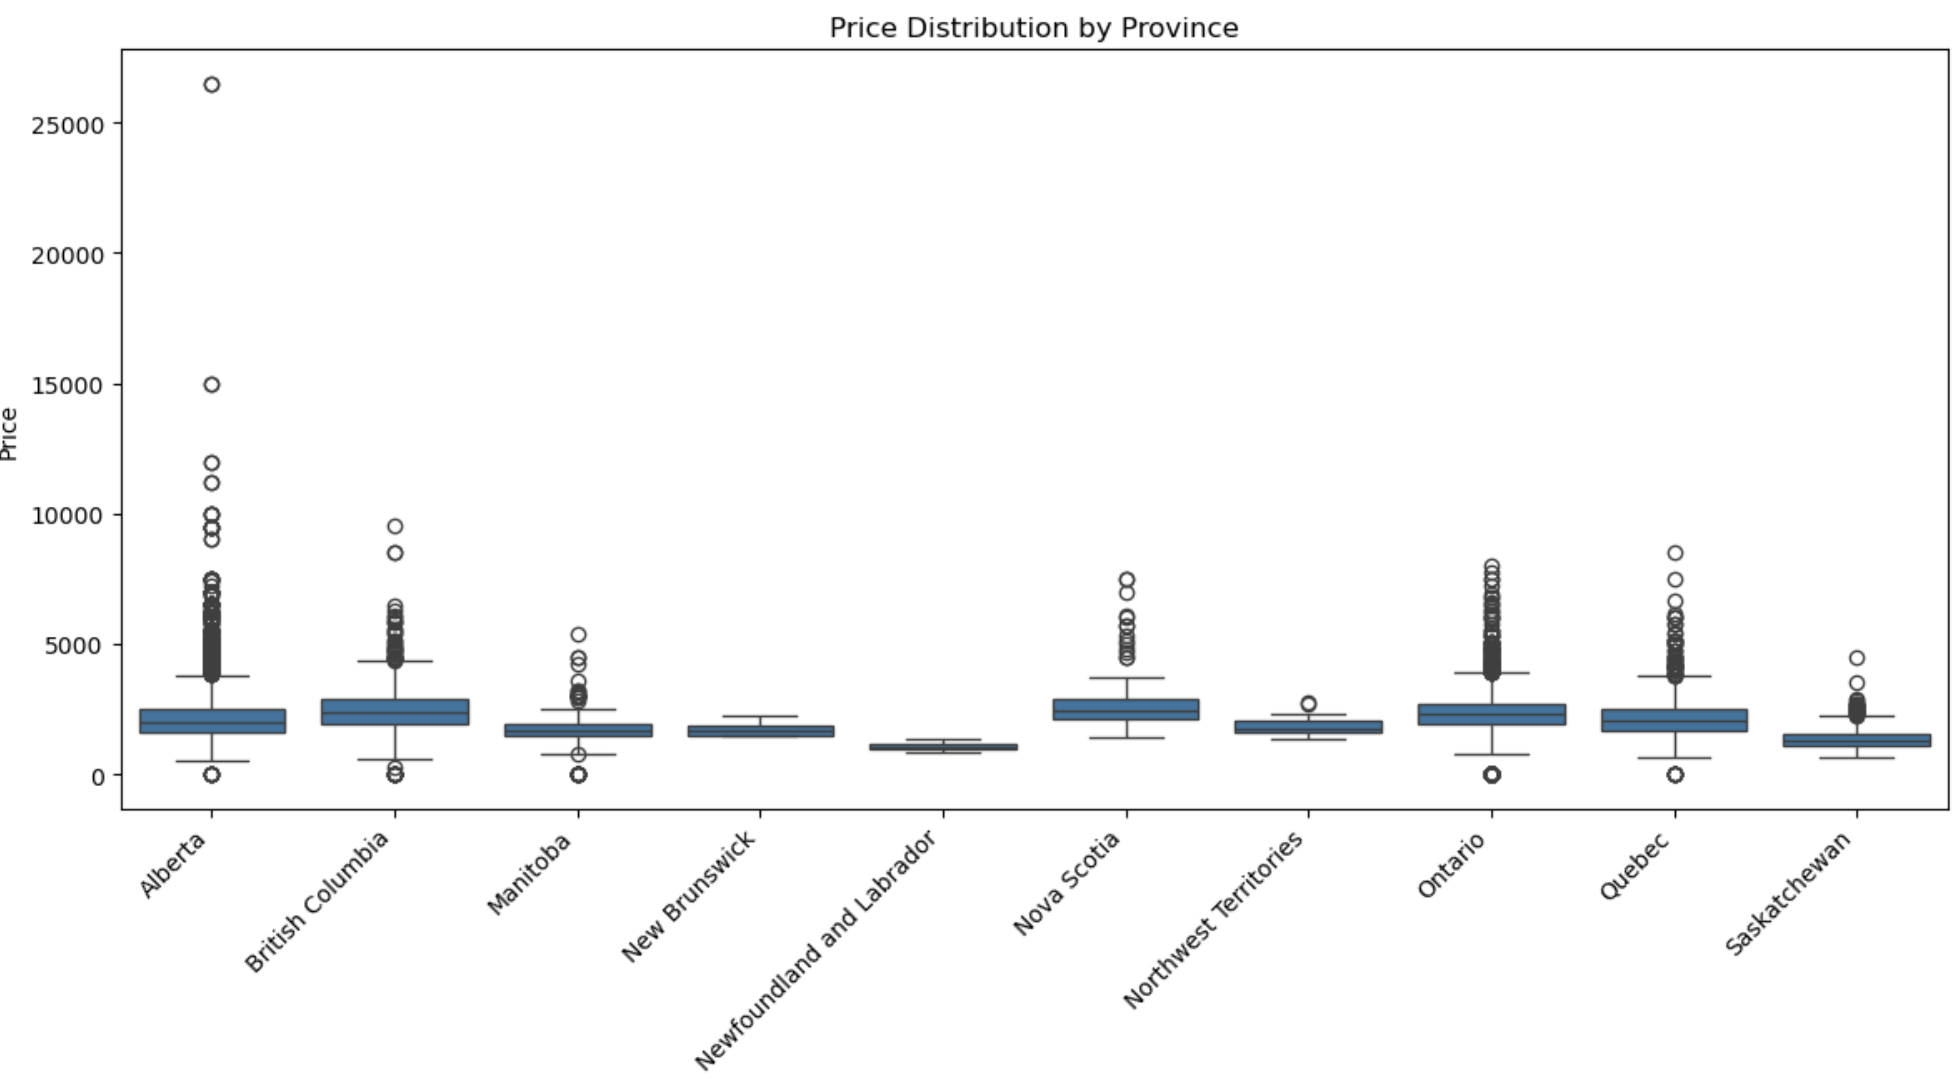 Price Distribution by Province
25000
20000
15000
10000
5000
0
Price
Alberta
British Columbia
Manitoba
New Brunswick
Newfoundland and Labrador
Nova Scotia
Northwest Territories
Ontario
Quebec
Saskatchewan